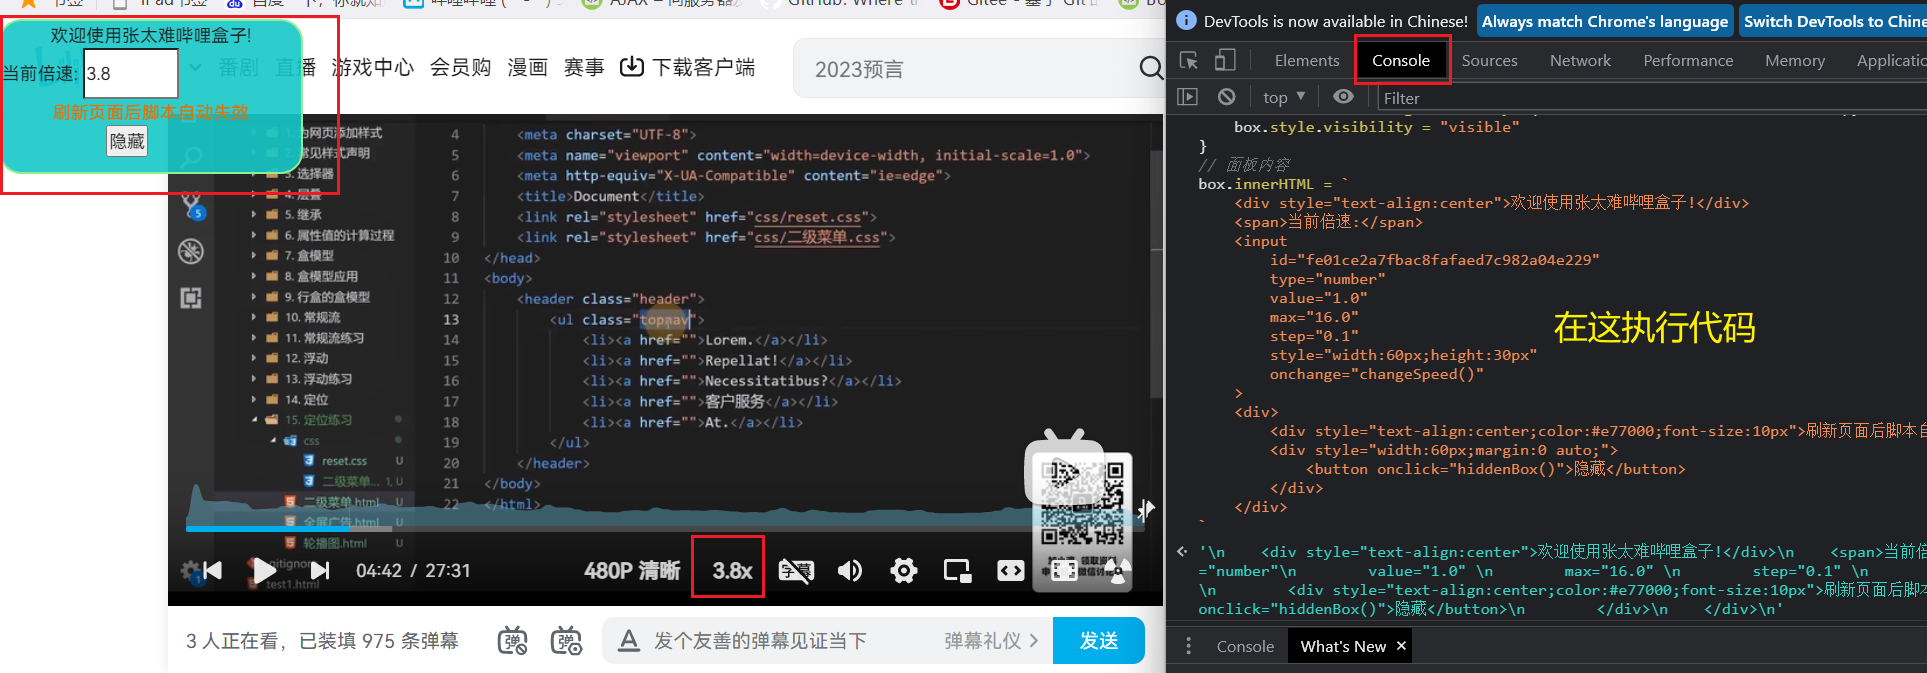 书签
iPad 书签
百度一下，你就知
AJAX – 向服务器发
GitHub: Where t
Gitee - 基于 Git
Bo
欢迎使用张太难哔哩盒子!
当前倍速: 3.8
刷新页面后脚本自动失效
隐藏
番剧 直播 游戏中心 会员购 漫画 赛事 下载客户端
2023预言
1. 为网页添加样式
2. 常见样式声明
3. 选择器
4. 层叠
5. 继承
6. 属性值的计算过程
7. 盒模型
8. 盒模型应用
9. 行盒的盒模型
10. 常规流
11. 常规流练习
12. 浮动
13. 浮动练习
14. 定位
15. 定位练习
css
reset.css U
二级菜单... 1, U
二级菜单.html U
全屏广告.html U
轮播图.html U
test1.html
5
1
4 <meta charset="UTF-8">
5 <meta name="viewport" content="width=device-width, initial-scale=1.0">
6 <meta http-equiv="X-UA-Compatible" content="ie=edge">
7 <title>Document</title>
8 <link rel="stylesheet" href="css/reset.css">
9 <link rel="stylesheet" href="css/二级菜单.css">
10 </head>
11 <body>
12 <header class="header">
13 <ul class="topnav">
14 <li><a href="">Lorem.</a></li>
15 <li><a href="">Repellat!</a></li>
16 <li><a href="">Necessitatibus?</a></li>
17 <li><a href="">客户服务</a></li>
18 <li><a href="">At.</a></li>
19 </ul>
20 </header>
21 </body>
22 </html>
04:42 / 27:31 480P 清晰 3.8x 字幕
3 人正在看，已装填 975 条弹幕 弹 弹 A 发个友善的弹幕见证当下 弹幕礼仪 > 发送
DevTools is now available in Chinese! Always match Chrome's language Switch DevTools to Chine
Elements Console Sources Network Performance Memory Applicatio
top ▼ Filter
box.style.visibility = "visible"
}
// 面板内容
box.innerHTML = `
<div style="text-align:center">欢迎使用张太难哔哩盒子!</div>
<span>当前倍速:</span>
<input
id="fe01ce2a7fbac8fafaed7c982a04e229"
type="number"
value="1.0"
max="16.0"
step="0.1"
style="width:60px;height:30px"
onchange="changeSpeed()"
>
<div>
<div style="text-align:center;color:#e77000;font-size:10px">刷新页面后脚本自
<div style="width:60px;margin:0 auto;">
<button onclick="hiddenBox()">隐藏</button>
</div>
</div>
`
在这执行代码
'\n <div style="text-align:center">欢迎使用张太难哔哩盒子!</div>\n <span>当前倍
="number"\n value="1.0" \n max="16.0" \n step="0.1" \n
\n <div style="text-align:center;color:#e77000;font-size:10px">刷新页面后脚本
onclick="hiddenBox()">隐藏</button>\n </div>\n </div>\n'
Console What's New ×